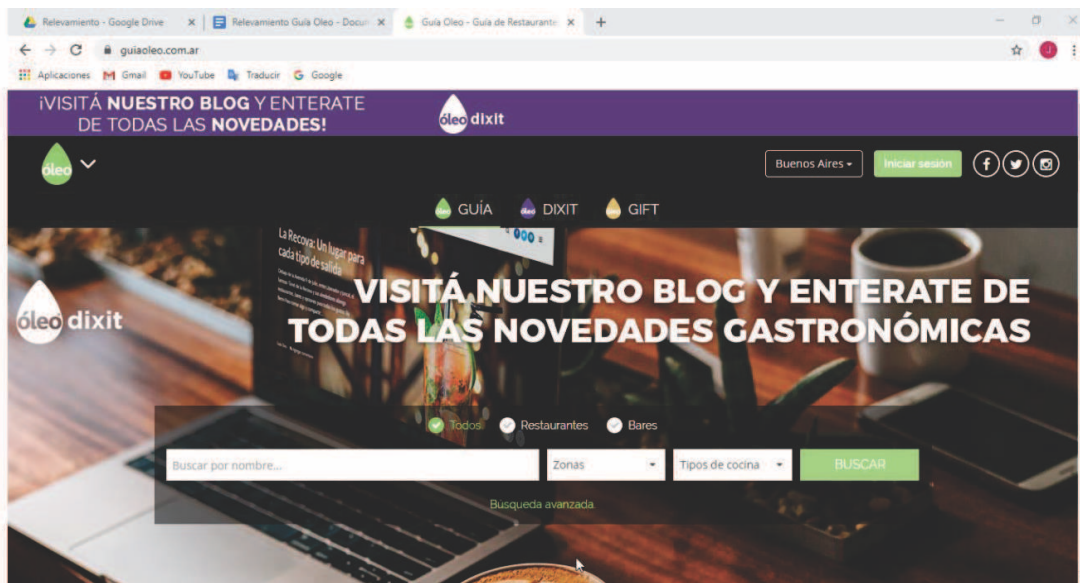 Relevamiento - Google Drive
Relevamiento Guía Oleo - Docu
Guía Oleo - Guía de Restaurante
guiaoleo.com.ar
J
Aplicaciones
Gmail
YouTube
Traducir
Google
¡VISITÁ NUESTRO BLOG Y ENTERATE
DE TODAS LAS NOVEDADES!
óleo dixit
óleo
Buenos Aires
Iniciar sesión
GUÍA
DIXIT
GIFT
La Recova: Un lugar para
cada tipo de salida
óleo dixit
VISITÁ NUESTRO BLOG Y ENTERATE DE
TODAS LAS NOVEDADES GASTRONÓMICAS
Todos
Restaurantes
Bares
Buscar por nombre...
Zonas
Tipos de cocina
BUSCAR
Búsqueda avanzada